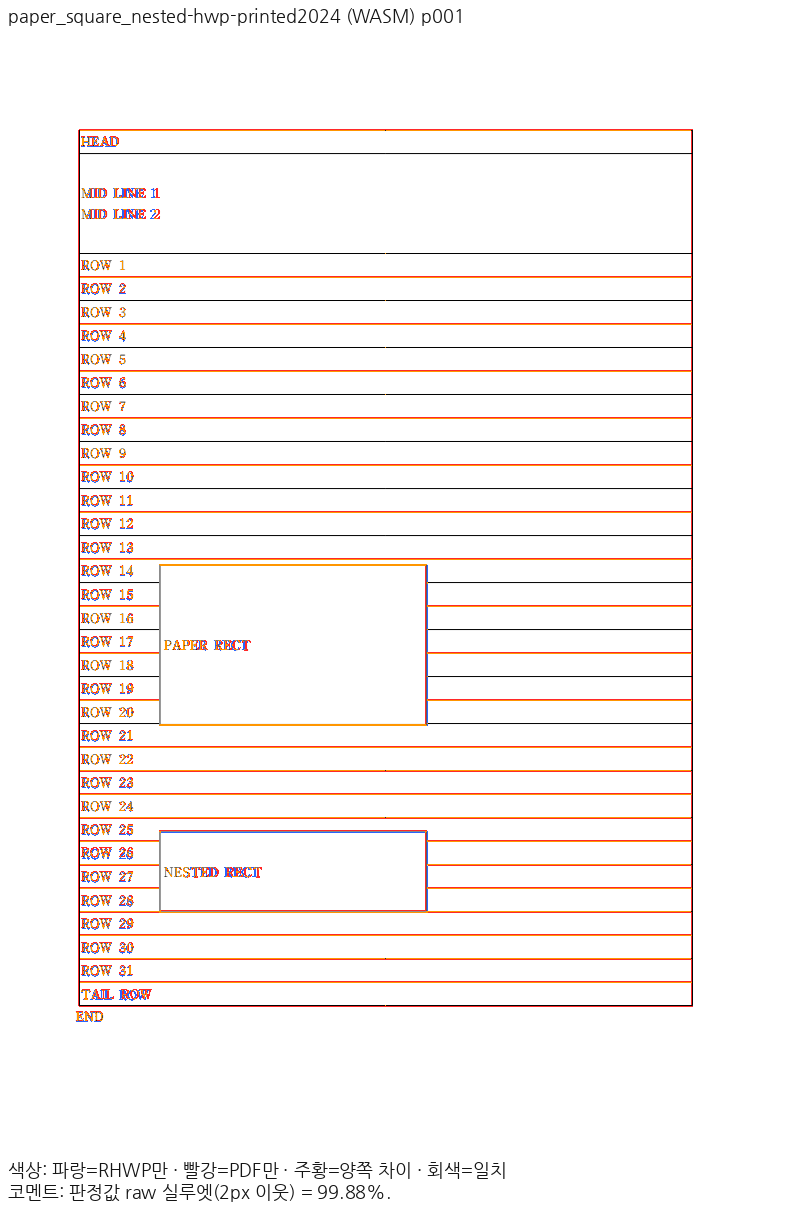 paper_square_nested-hwp-printed2024 (WASM) p001
HEAD
MID LINE 1
MID LINE 2
ROW 1
ROW 2
ROW 3
ROW 4
ROW 5
ROW 6
ROW 7
ROW 8
ROW 9
ROW 10
ROW 11
ROW 12
ROW 13
ROW 14
ROW 15
ROW 16
ROW 17
PAPER RECT
ROW 18
ROW 19
ROW 20
ROW 21
ROW 22
ROW 23
ROW 24
ROW 25
ROW 26
ROW 27
NESTED RECT
ROW 28
ROW 29
ROW 30
ROW 31
TAIL ROW
END
색상: 파랑=RHWP만 · 빨강=PDF만 · 주황=양쪽 차이 · 회색=일치
코멘트: 판정값 raw 실루엣(2px 이웃) = 99.88%.